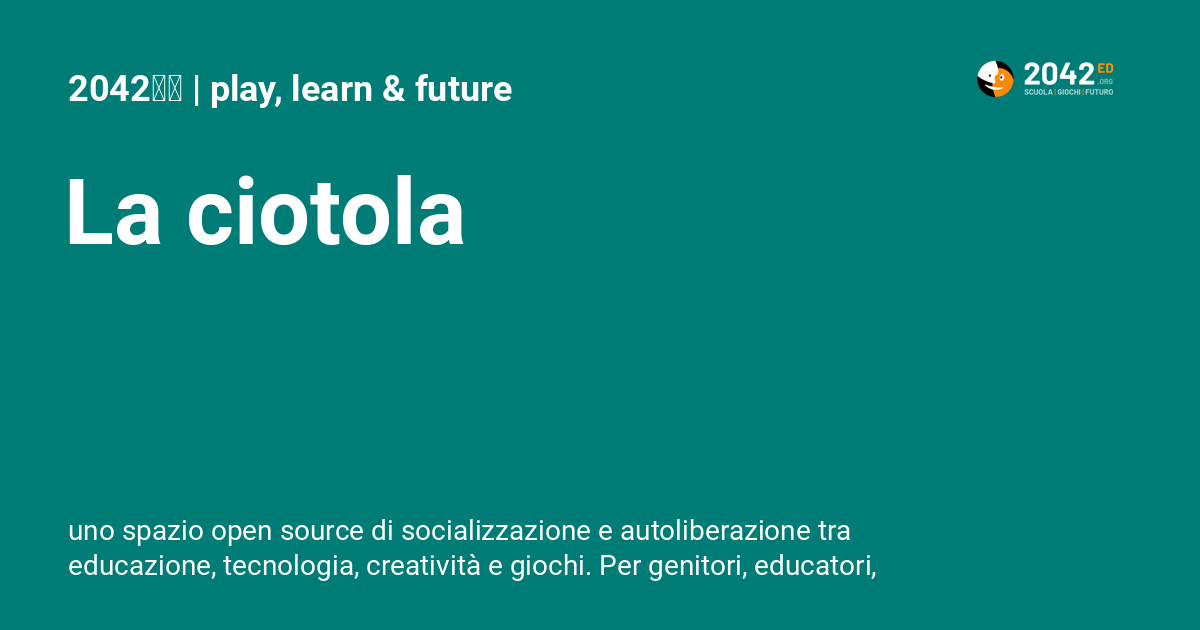 2042 | play, learn & future
2042 ED
.ORG
SCUOLA | GIOCHI | FUTURO
La ciotola
uno spazio open source di socializzazione e autoliberazione tra
educazione, tecnologia, creatività e giochi. Per genitori, educatori,